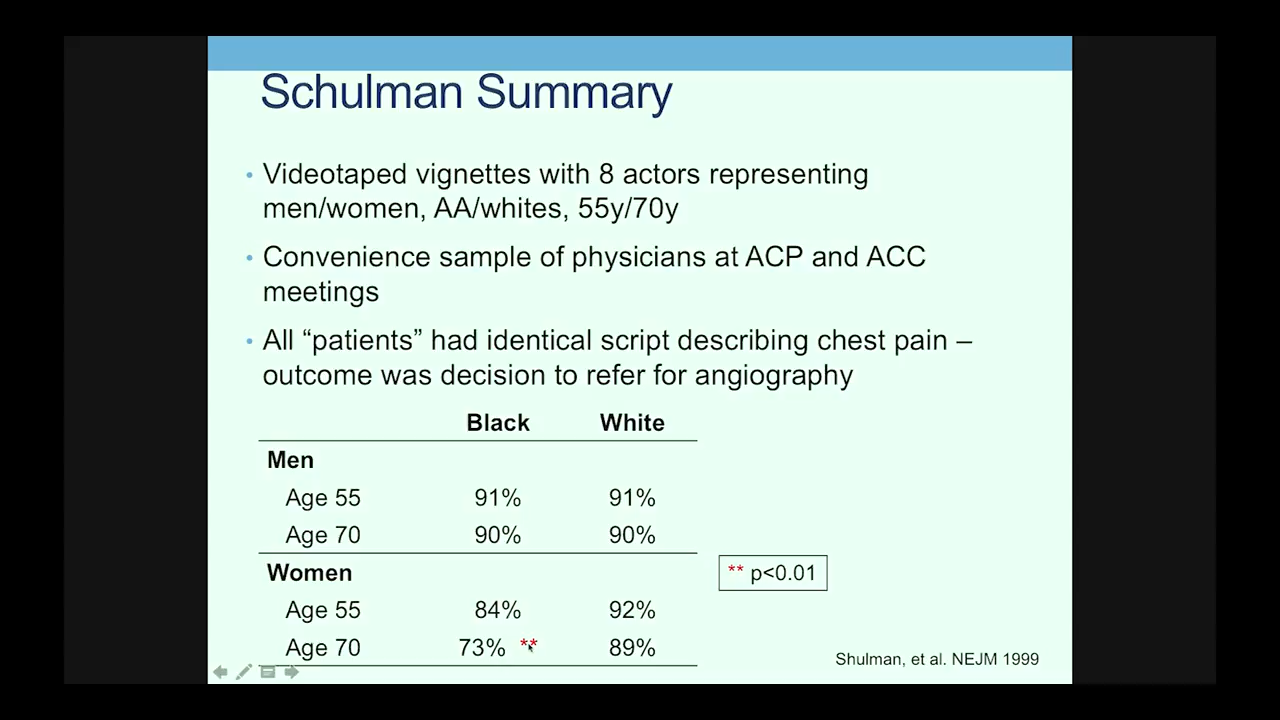 Schulman Summary
• Videotaped vignettes with 8 actors representing
men/women, AA/whites, 55y/70y
• Convenience sample of physicians at ACP and ACC
meetings
• All “patients” had identical script describing chest pain –
outcome was decision to refer for angiography
Black White
Men
Age 55 91% 91%
Age 70 90% 90%
Women
** p<0.01
Age 55 84% 92%
Age 70 73% ** 89%
Shulman, et al. NEJM 1999